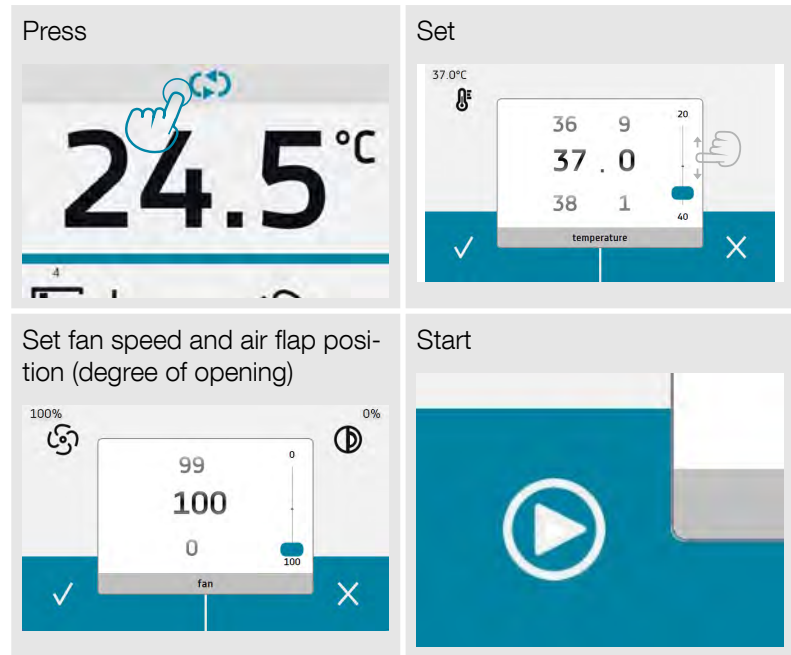 Press
24.5°C
4
Set
37.0°C
36 9
20
37 . 0
38 1
40
temperature
Set fan speed and air flap posi-
tion (degree of opening)
100%
0%
99
0
100
0
100
fan
Start